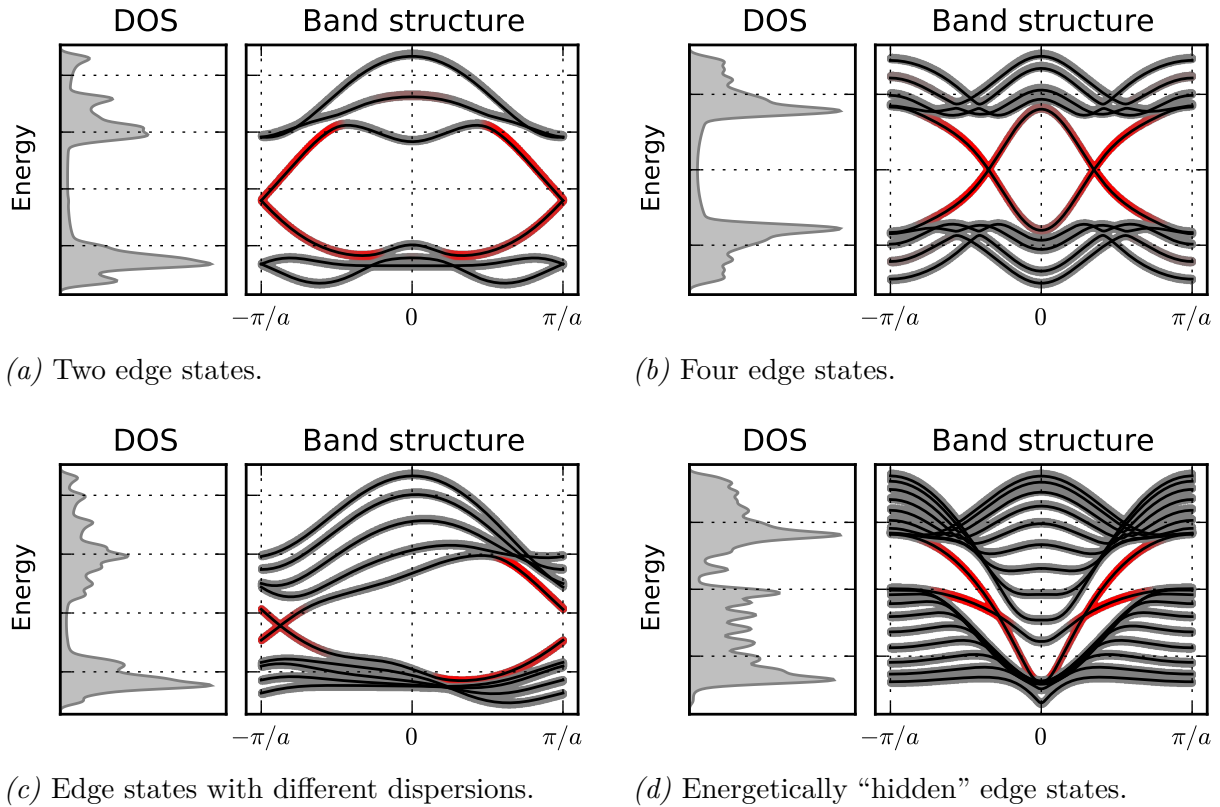 DOS Band structure DOS Band structure
Energy Energy
−π/a 0 π/a −π/a 0 π/a
(a) Two edge states. (b) Four edge states.
DOS Band structure DOS Band structure
Energy Energy
−π/a 0 π/a −π/a 0 π/a
(c) Edge states with different dispersions. (d) Energetically “hidden” edge states.